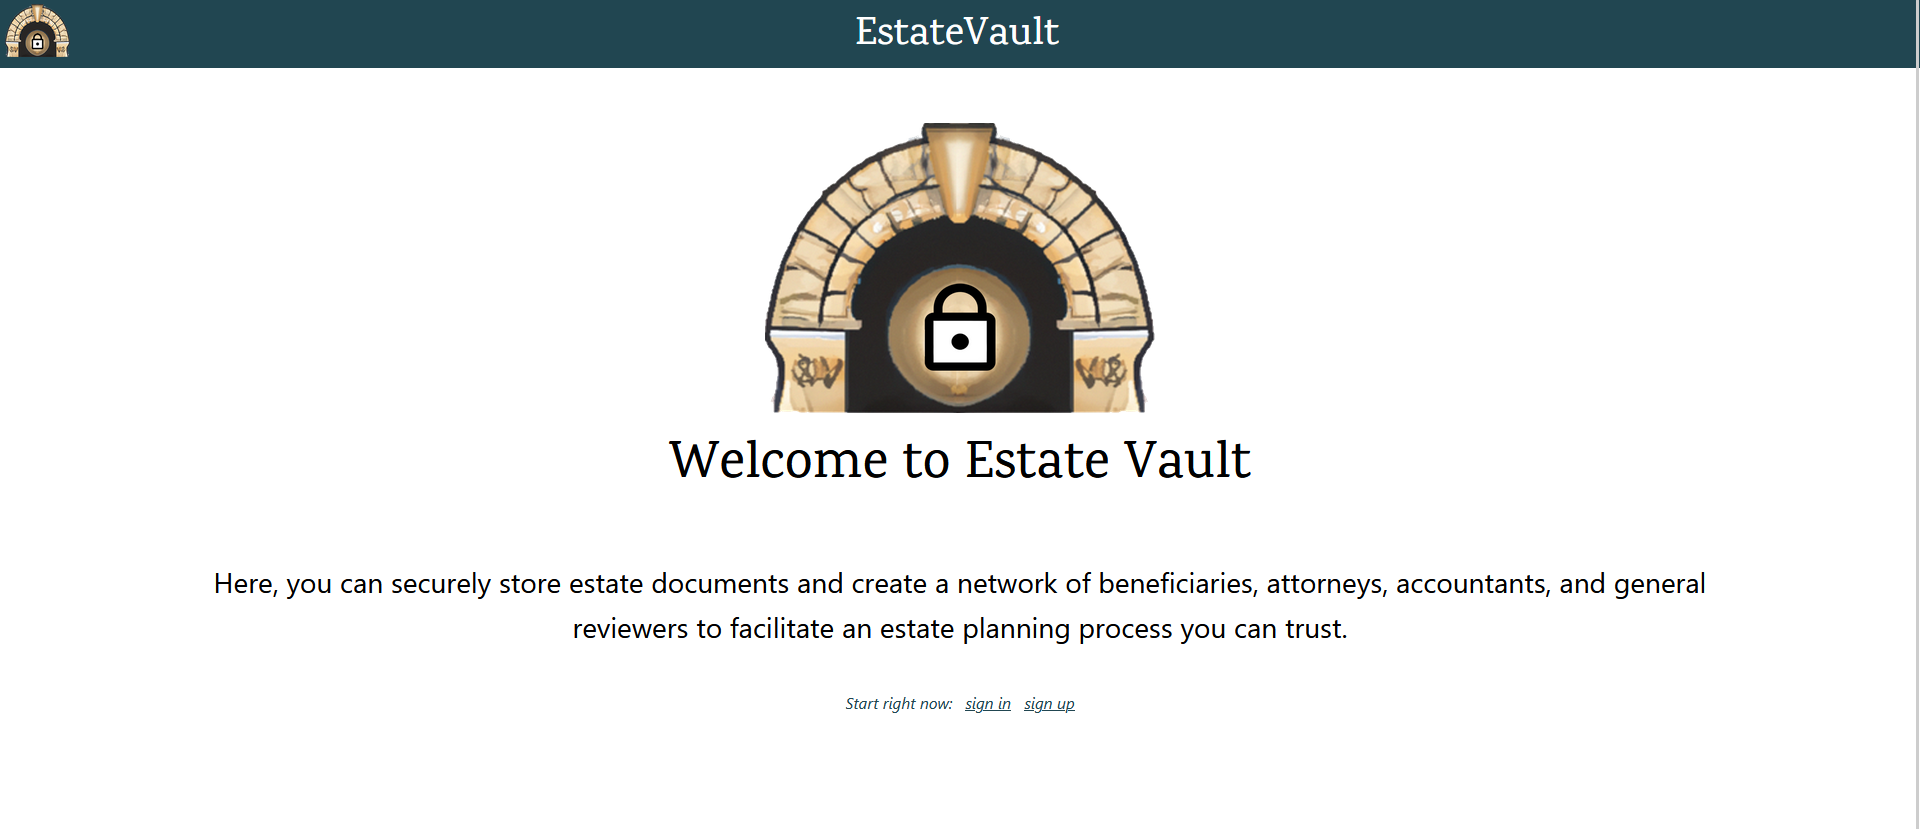 EstateVault
Welcome to Estate Vault
Here, you can securely store estate documents and create a network of beneficiaries, attorneys, accountants, and general
reviewers to facilitate an estate planning process you can trust.
Start right now: sign in sign up